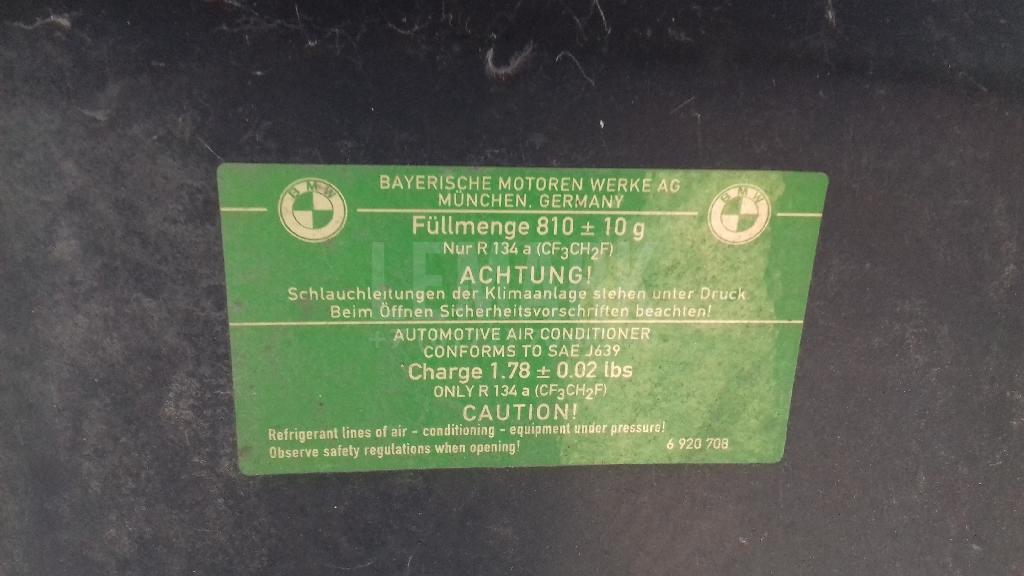 BMW
BMW
BAYERISCHE MOTOREN WERKE AG
MÜNCHEN, GERMANY
Füllmenge 810 ± 10 g
Nur R 134 a (CF₃CH₂F)
ACHTUNG!
Schlauchleitungen der Klimaanlage stehen unter Druck
Beim Öffnen Sicherheitsvorschriften beachten!
AUTOMOTIVE AIR CONDITIONER
CONFORMS TO SAE J639
Charge 1.78 ± 0.02 lbs
ONLY R 134 a (CF₃CH₂F)
CAUTION!
Refrigerant lines of air - conditioning - equipment under pressure!
Observe safety regulations when opening!
6 920 708